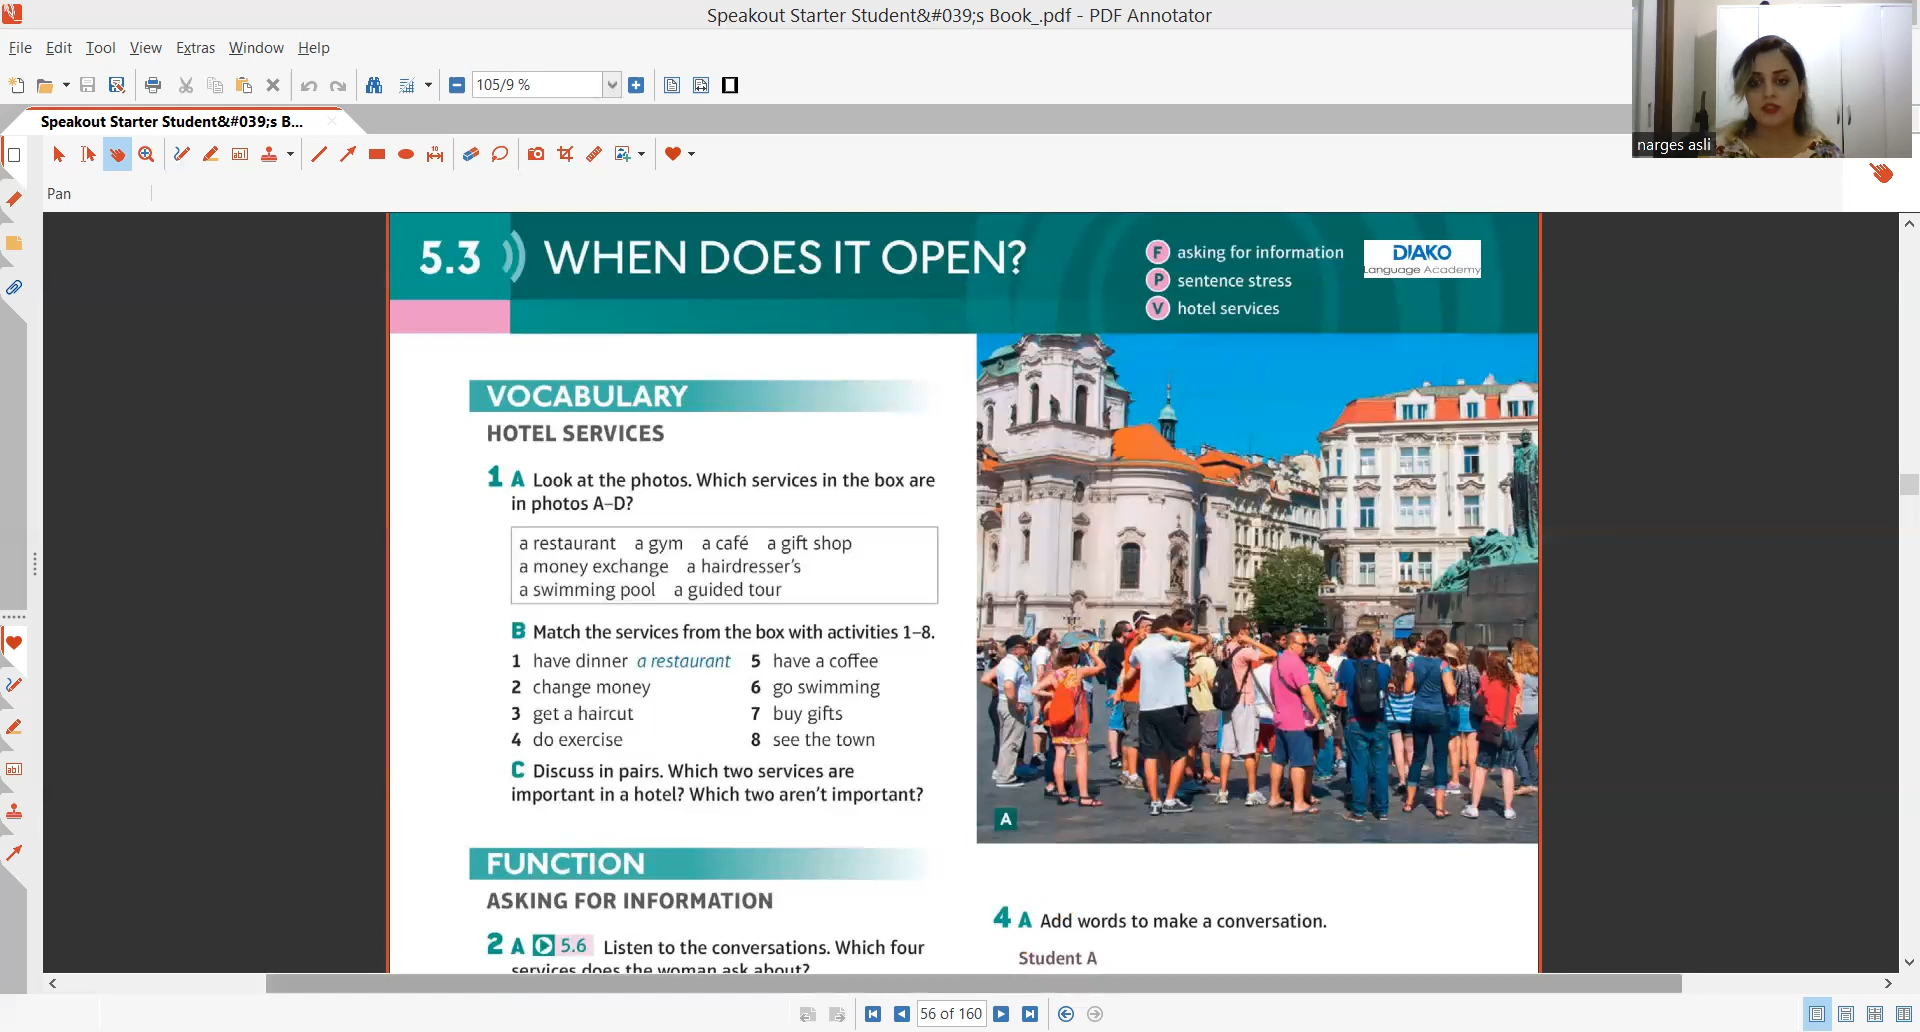 Speakout Starter Student&#039;s Book_.pdf - PDF Annotator
File Edit Tool View Extras Window Help
105/9 %
Speakout Starter Student&#039;s B...
narges asli
Pan
5.3 WHEN DOES IT OPEN?
F asking for information
P sentence stress
V hotel services
DIAKO
Language Academy
VOCABULARY
HOTEL SERVICES
1 A Look at the photos. Which services in the box are
in photos A–D?
a restaurant a gym a café a gift shop
a money exchange a hairdresser's
a swimming pool a guided tour
B Match the services from the box with activities 1–8.
1 have dinner a restaurant 5 have a coffee
2 change money 6 go swimming
3 get a haircut 7 buy gifts
4 do exercise 8 see the town
C Discuss in pairs. Which two services are
important in a hotel? Which two aren't important?
A
FUNCTION
ASKING FOR INFORMATION
2 A 5.6 Listen to the conversations. Which four
services does the woman ask about?
4 A Add words to make a conversation.
Student A
56 of 160